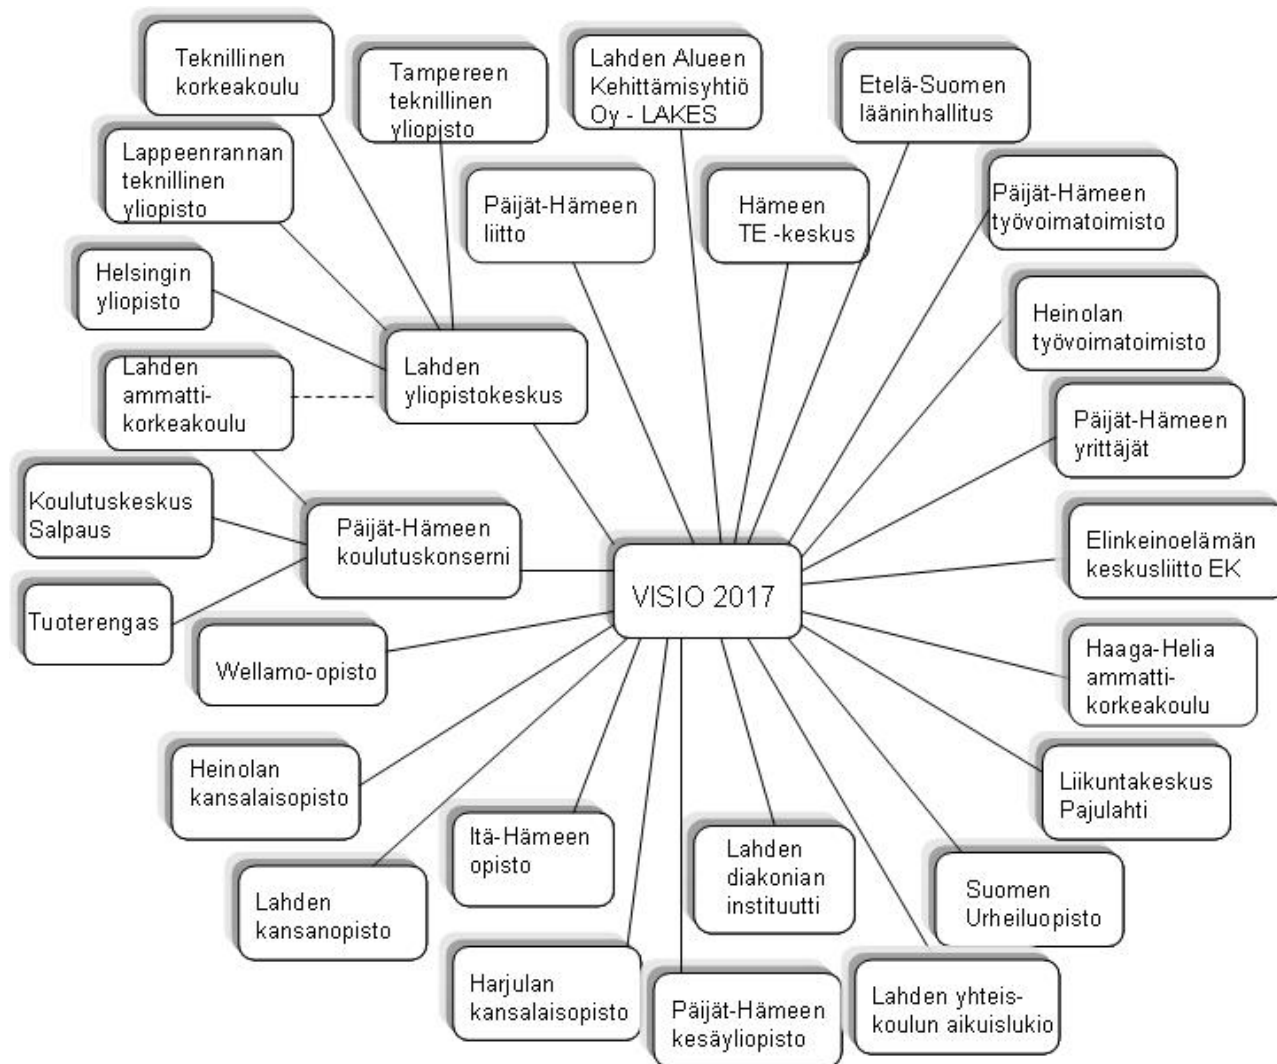 Teknillinen
korkeakoulu
Tampereen
teknillinen
yliopisto
Lahden Alueen
Kehittämisyhtiö
Oy - LAKES
Etelä-Suomen
lääninhallitus
Lappeenrannan
teknillinen
yliopisto
Päijät-Hämeen
liitto
Hämeen
TE -keskus
Päijät-Hämeen
työvoimatoimisto
Helsingin
yliopisto
Heinolan
työvoimatoimisto
Lahden
ammatti-
korkeakoulu
Lahden
yliopistokeskus
Päijät-Hämeen
yrittäjät
Koulutuskeskus
Salpaus
Päijät-Hämeen
koulutuskonserni
Elinkeinoelämän
keskusliitto EK
VISIO 2017
Tuoterengas
Wellamo-opisto
Haaga-Helia
ammatti-
korkeakoulu
Heinolan
kansalaisopisto
Liikuntakeskus
Pajulahti
Itä-Hämeen
opisto
Lahden
diakonian
instituutti
Lahden
kansanopisto
Suomen
Urheiluopisto
Harjulan
kansalaisopisto
Päijät-Hämeen
kesäyliopisto
Lahden yhteis-
koulun aikuislukio